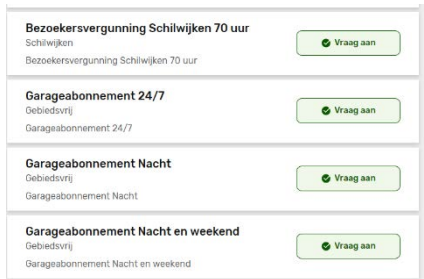 Bezoekersvergunning Schilwijken 70 uur
Schilwijken
Vraag aan
Bezoekersvergunning Schilwijken 70 uur
Garageabonnement 24/7
Gebiedsvrij
Vraag aan
Garageabonnement 24/7
Garageabonnement Nacht
Gebiedsvrij
Vraag aan
Garageabonnement Nacht
Garageabonnement Nacht en weekend
Gebiedsvrij
Vraag aan
Garageabonnement Nacht en weekend